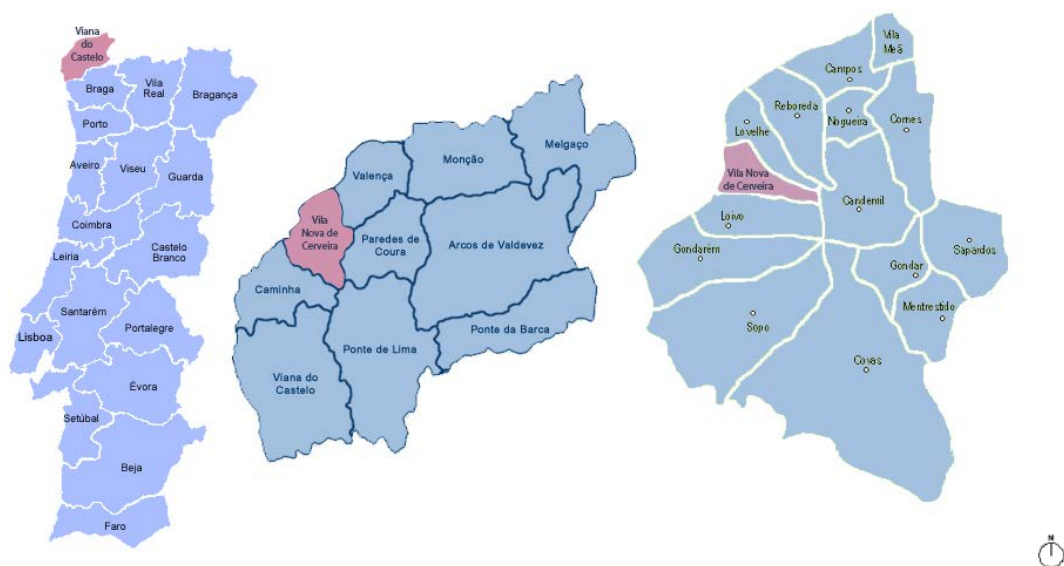 Viana
do
Castelo
Braga
Vila
Real
Bragança
Porto
Aveiro
Viseu
Guarda
Coimbra
Castelo
Branco
Leiria
Santarém
Lisboa
Portalegre
Évora
Setúbal
Beja
Faro
Melgaço
Monção
Valença
Vila
Nova de
Cerveira
Paredes de
Coura
Arcos de Valdevez
Caminha
Ponte da Barca
Ponte de Lima
Viana do
Castelo
Vila
Meã
Campos
Reboreda
Nogueira
Cornes
Lovelhe
Vila Nova
de Cerveira
Candemil
Loivo
Gondarém
Sapardos
Gondar
Mentrestido
Sopo
Covas
N